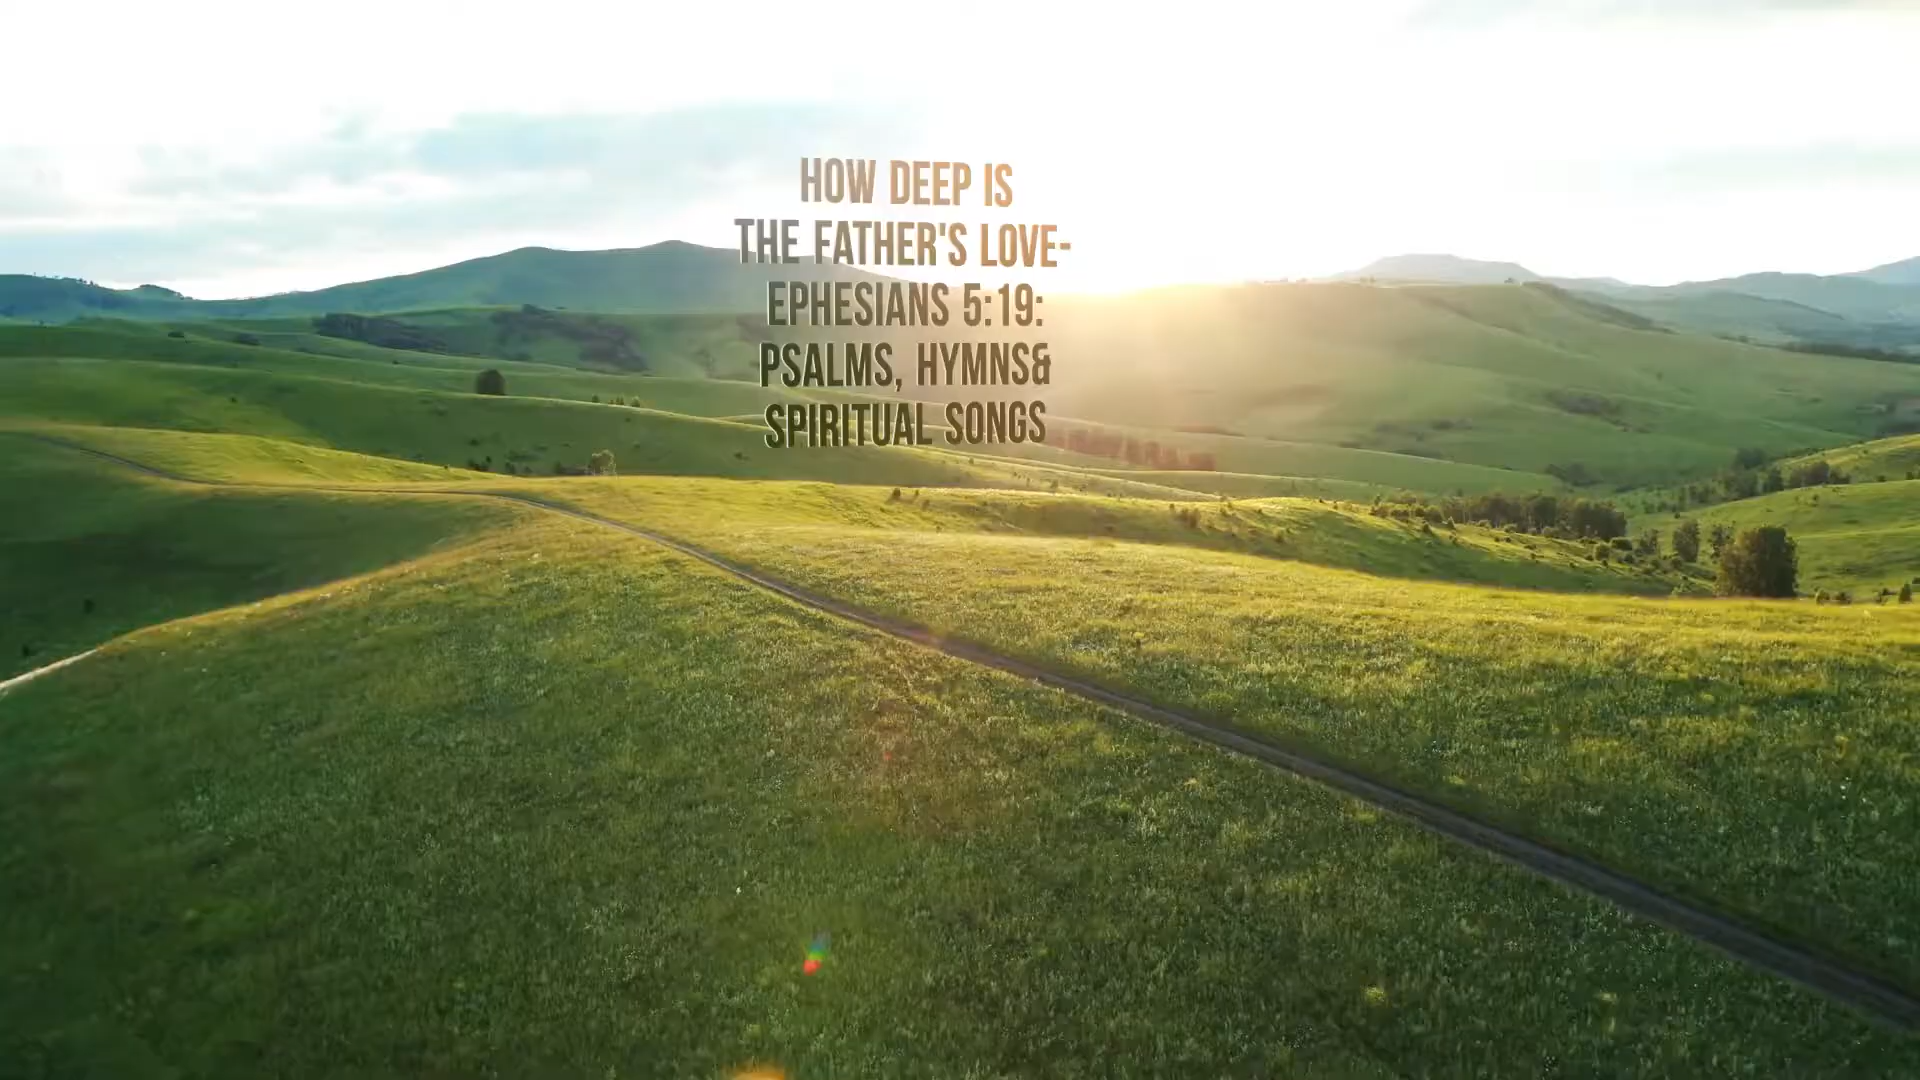 HOW DEEP IS
THE FATHER'S LOVE-
EPHESIANS 5:19:
PSALMS, HYMNS&
SPIRITUAL SONGS